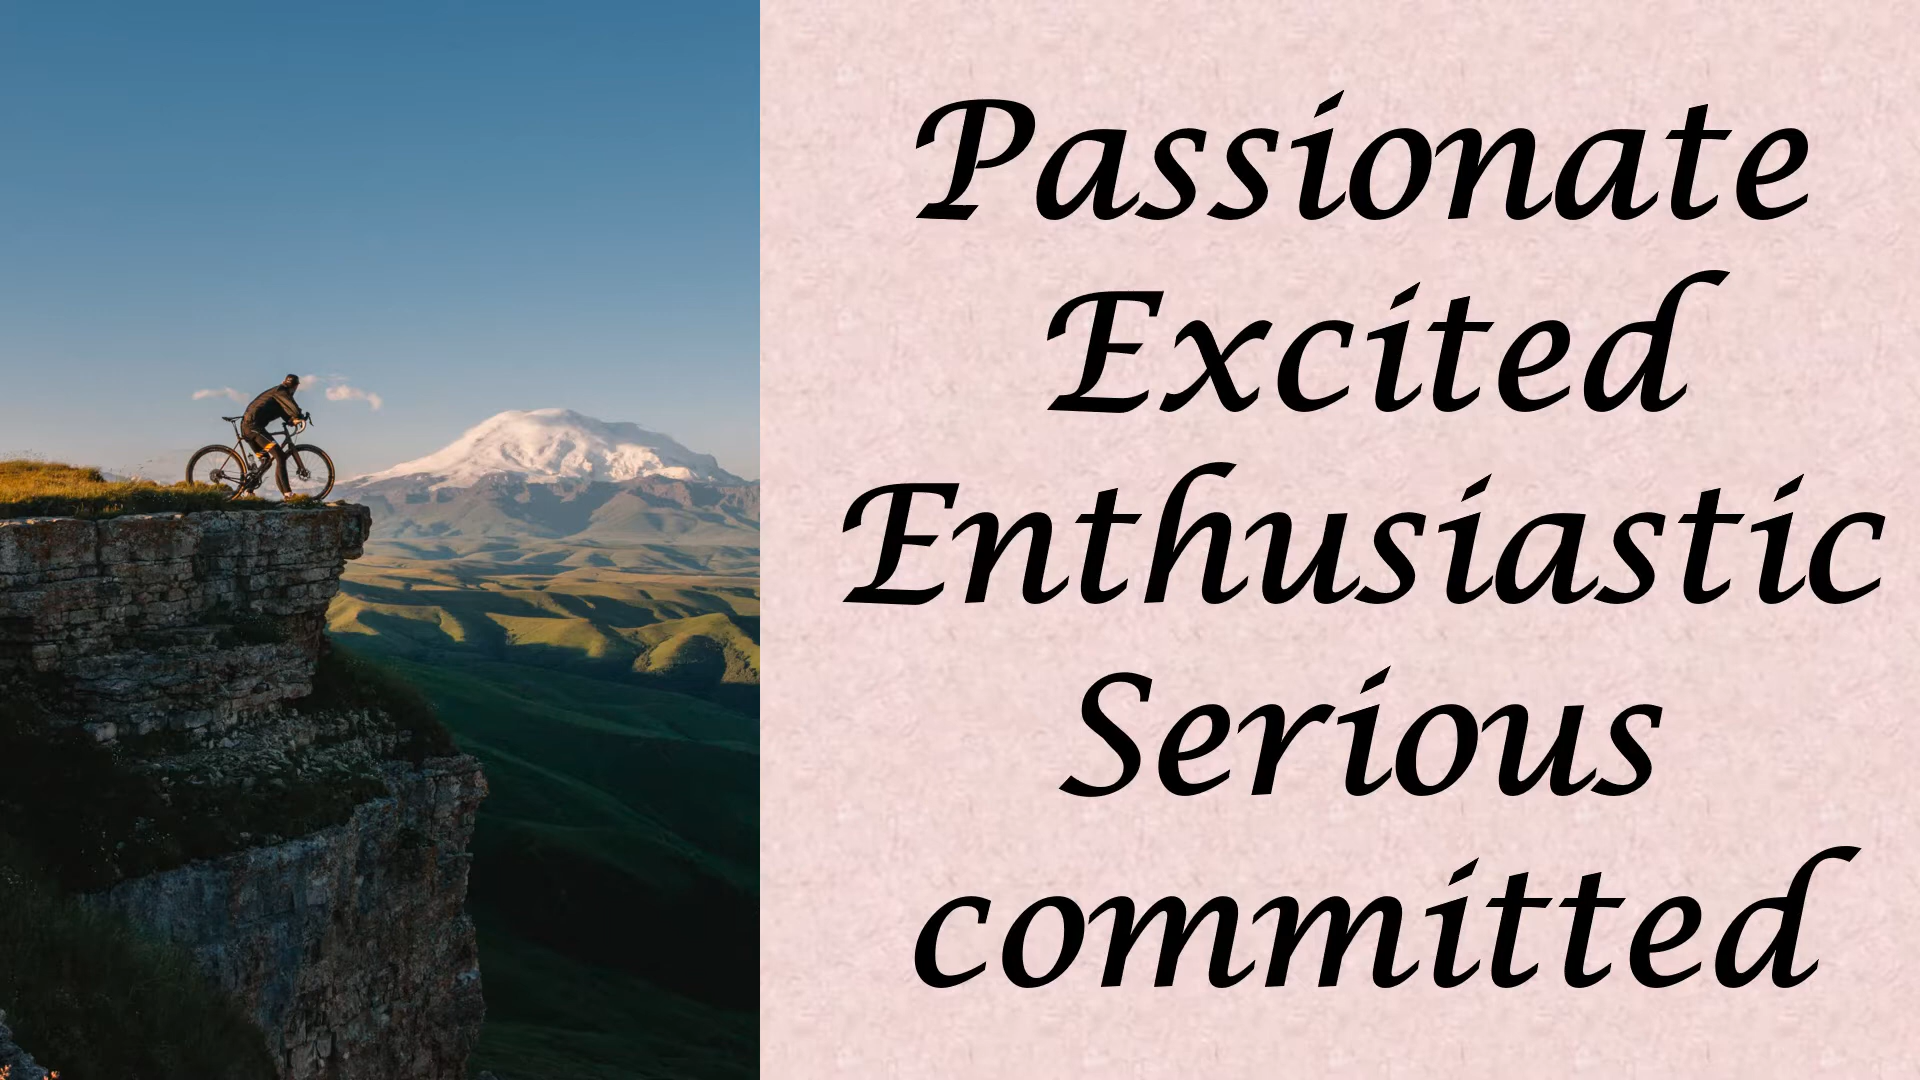 Passionate
Excited
Enthusiastic
Serious
committed